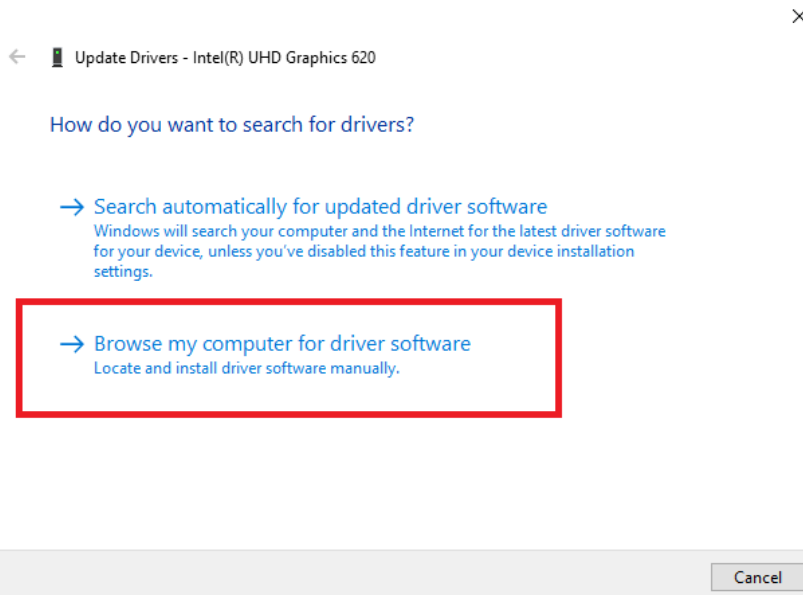 Update Drivers - Intel(R) UHD Graphics 620
How do you want to search for drivers?
Search automatically for updated driver software
Windows will search your computer and the Internet for the latest driver software
for your device, unless you've disabled this feature in your device installation
settings.
Browse my computer for driver software
Locate and install driver software manually.
Cancel